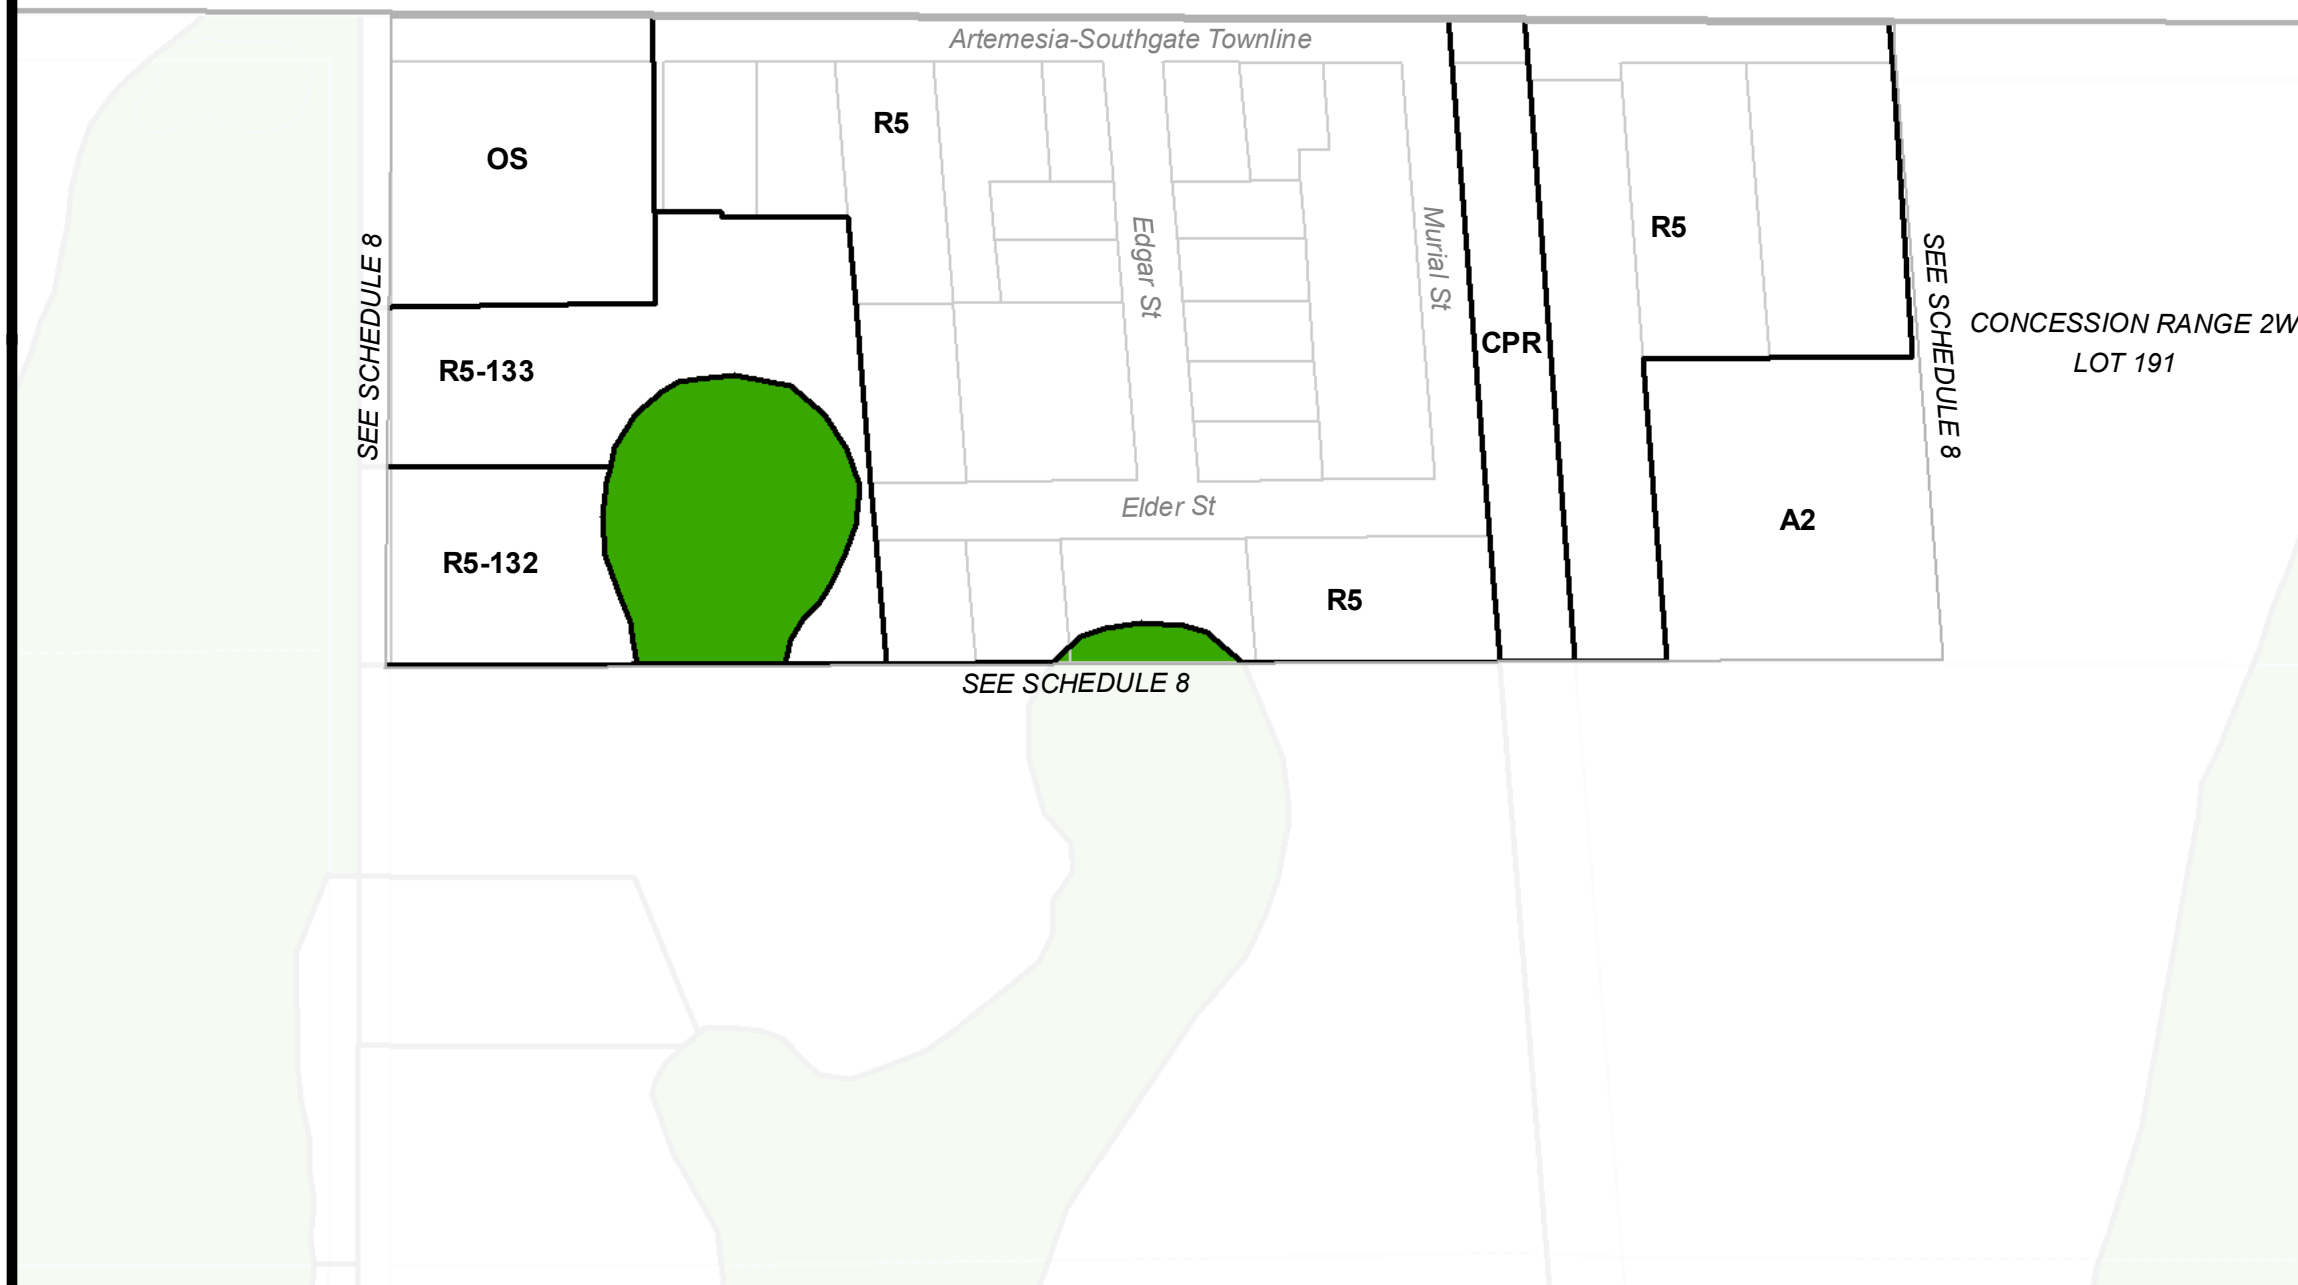 Artemesia-Southgate Townline
OS
R5
Edgar St
Murial St
R5
CPR
SEE SCHEDULE 8
SEE SCHEDULE 8
CONCESSION RANGE 2W
LOT 191
R5-133
R5-132
Elder St
A2
R5
SEE SCHEDULE 8